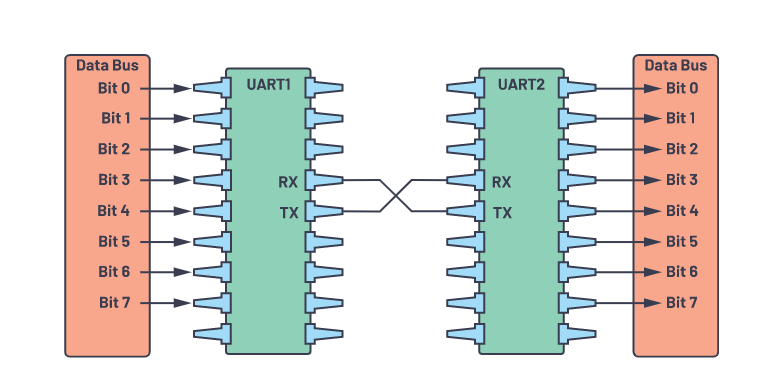 Data Bus
Bit 0
Bit 1
Bit 2
Bit 3
Bit 4
Bit 5
Bit 6
Bit 7
UART1
RX
TX
UART2
RX
TX
Data Bus
Bit 0
Bit 1
Bit 2
Bit 3
Bit 4
Bit 5
Bit 6
Bit 7